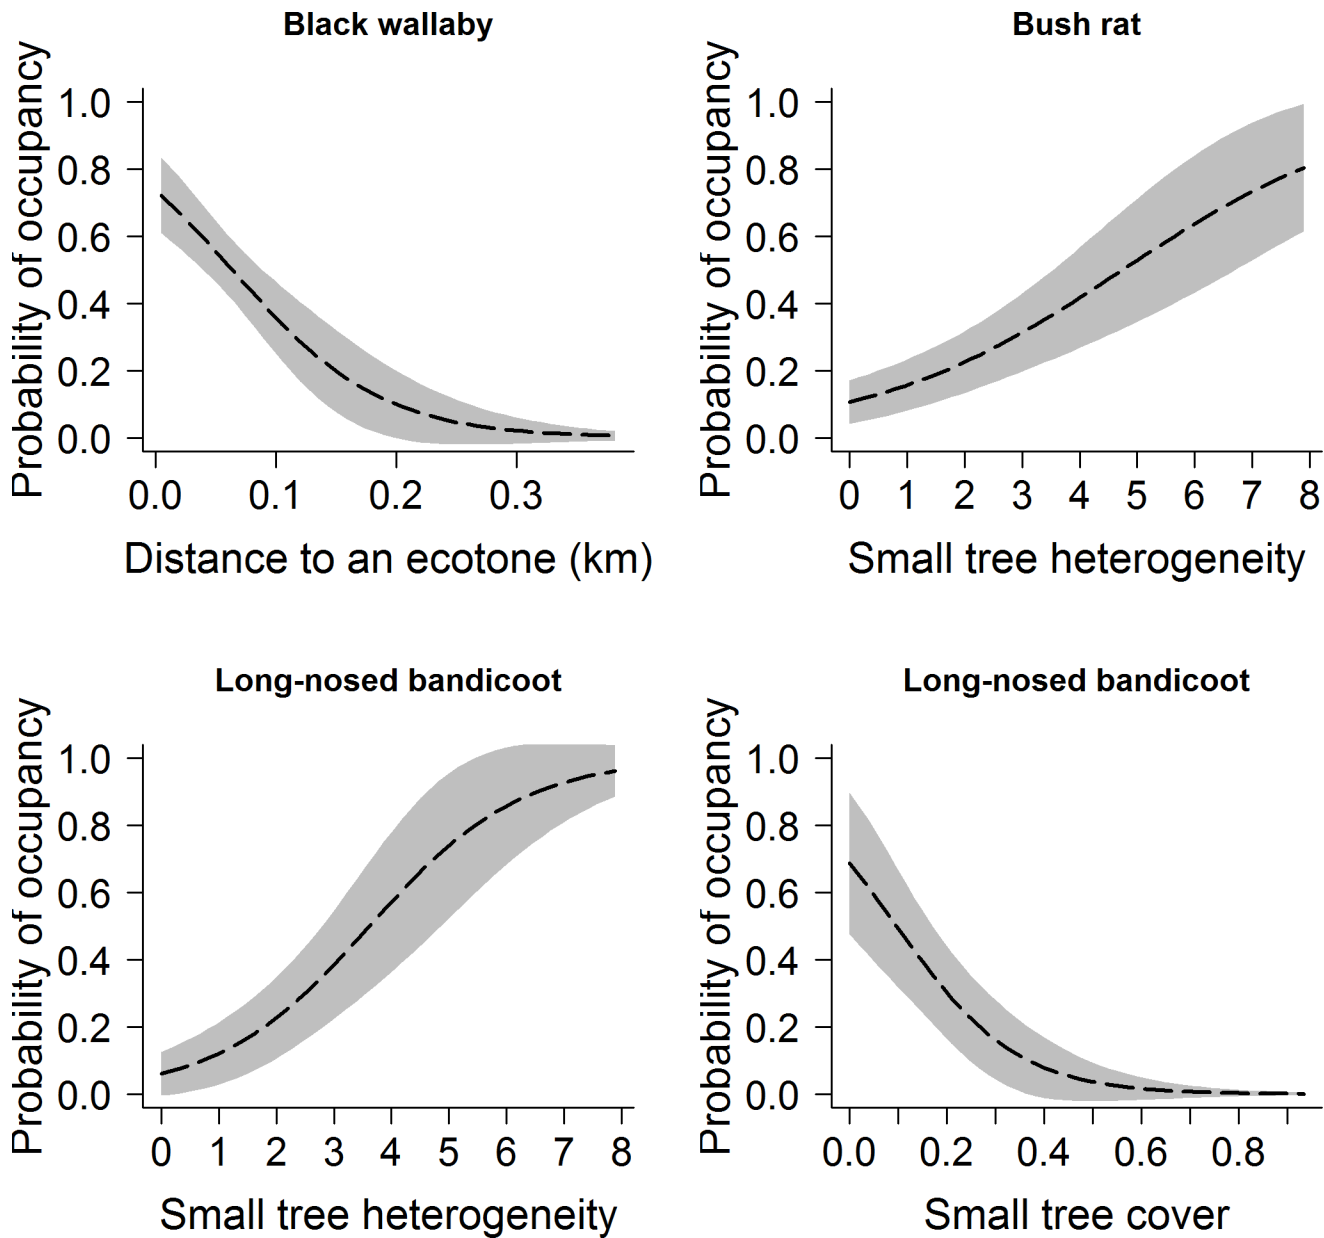 Black wallaby
Probability of occupancy
1.0
0.8
0.6
0.4
0.2
0.0
0.0 0.1 0.2 0.3
Distance to an ecotone (km)
Bush rat
Probability of occupancy
1.0
0.8
0.6
0.4
0.2
0.0
0 1 2 3 4 5 6 7 8
Small tree heterogeneity
Long-nosed bandicoot
Probability of occupancy
1.0
0.8
0.6
0.4
0.2
0.0
0 1 2 3 4 5 6 7 8
Small tree heterogeneity
Long-nosed bandicoot
Probability of occupancy
1.0
0.8
0.6
0.4
0.2
0.0
0.0 0.2 0.4 0.6 0.8
Small tree cover